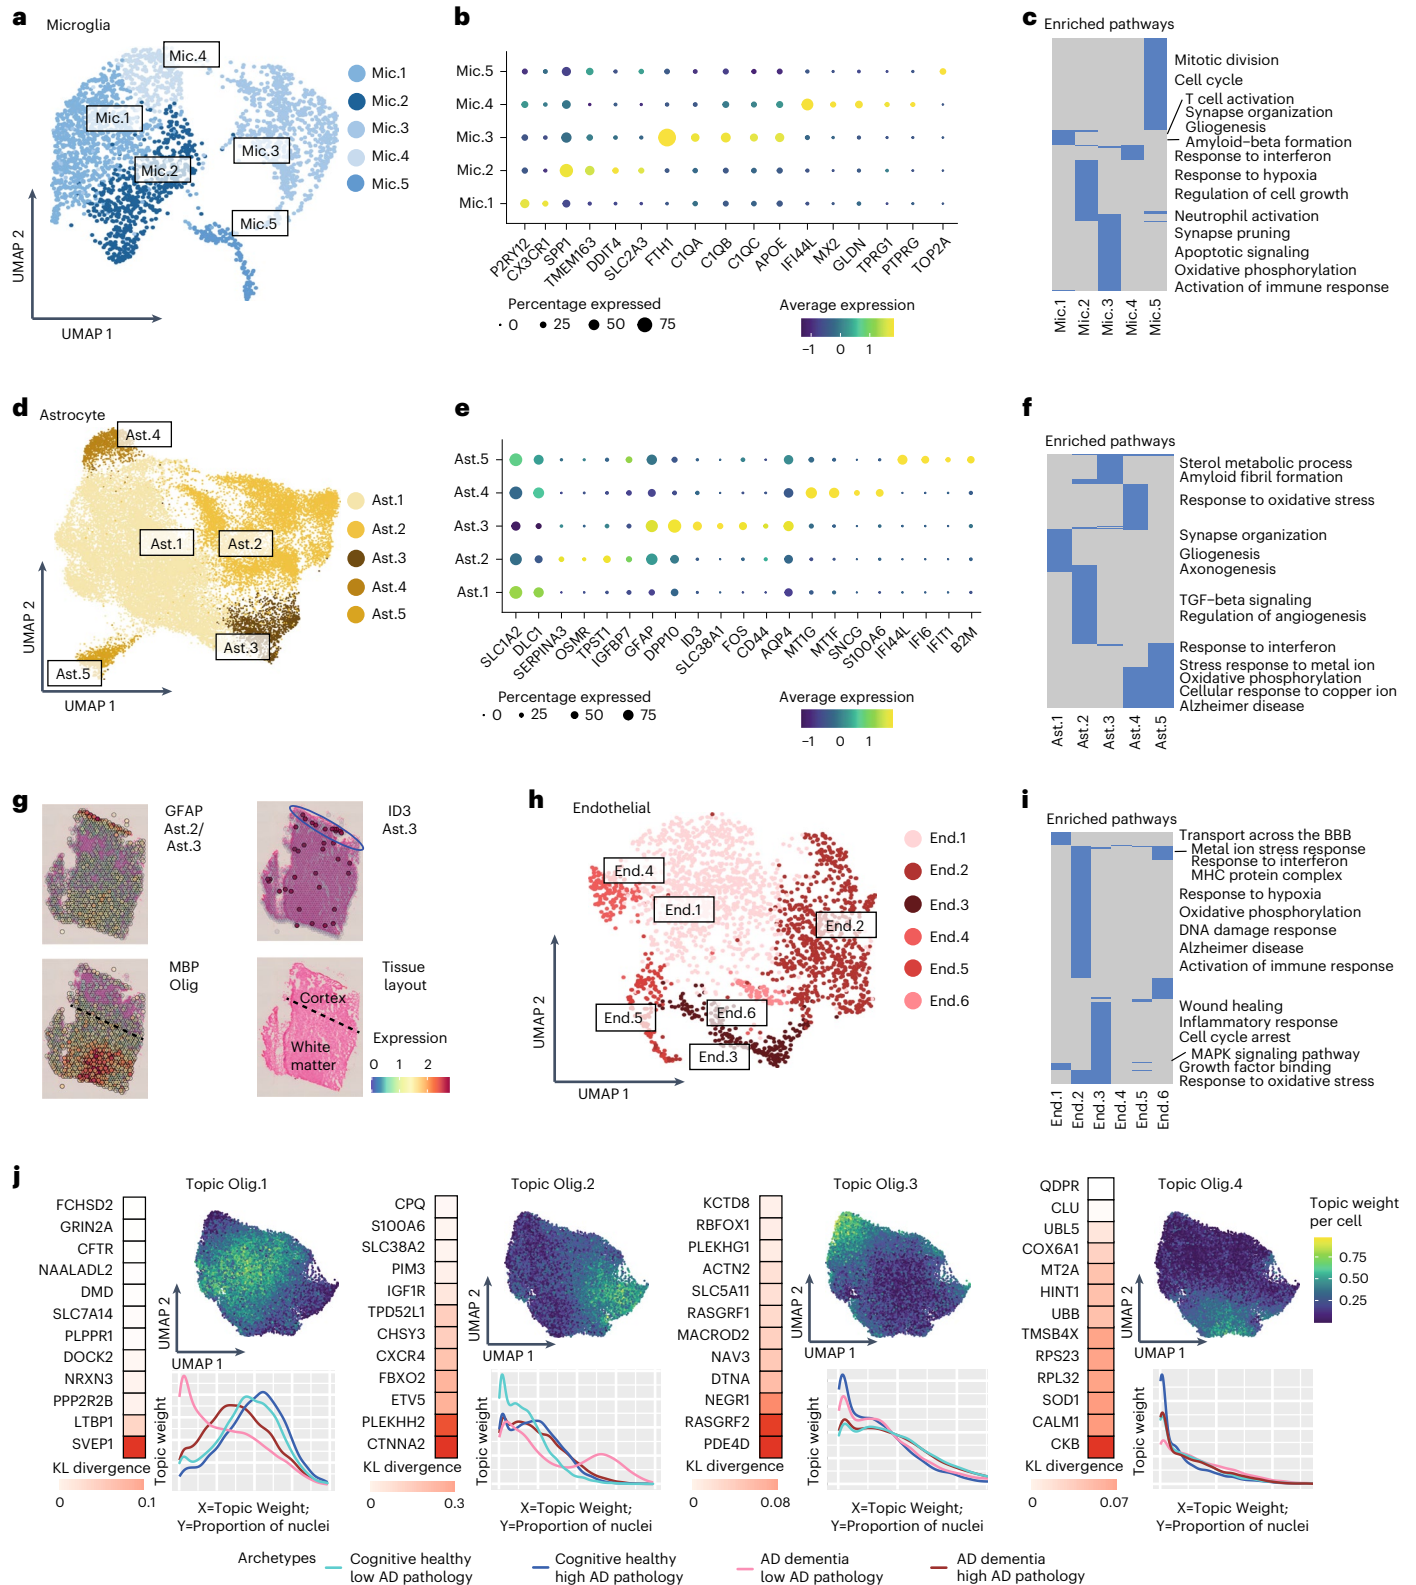 a
Microglia
Mic.4
Mic.1
Mic.2
Mic.3
Mic.5
UMAP 2
UMAP 1
Mic.1
Mic.2
Mic.3
Mic.4
Mic.5
b
Mic.5
Mic.4
Mic.3
Mic.2
Mic.1
P2RY12
CX3CR1
SPP1
TMEM163
DDIT4
SLC2A3
FTH1
C1QA
C1QB
C1QC
APOE
IFI44L
MX2
GLDN
TPRG1
PTPRG
TOP2A
Percentage expressed
0 25 50 75
Average expression
−1 0 1
c
Enriched pathways
Mitotic division
Cell cycle
T cell activation
Synapse organization
Gliogenesis
Amyloid−beta formation
Response to interferon
Response to hypoxia
Regulation of cell growth
Neutrophil activation
Synapse pruning
Apoptotic signaling
Oxidative phosphorylation
Activation of immune response
Mic.1
Mic.2
Mic.3
Mic.4
Mic.5
d
Astrocyte
Ast.4
Ast.1
Ast.2
Ast.3
Ast.5
UMAP 2
UMAP 1
Ast.1
Ast.2
Ast.3
Ast.4
Ast.5
e
Ast.5
Ast.4
Ast.3
Ast.2
Ast.1
SLC1A2
DLC1
SERPINA3
OSMR
TPST1
IGFBP7
GFAP
DPP10
ID3
SLC38A1
FOS
CD44
AQP4
MT1G
MT1F
SNCG
S100A6
IFI44L
IFI6
IFIT1
B2M
Percentage expressed
0 25 50 75
Average expression
−1 0 1
f
Enriched pathways
Sterol metabolic process
Amyloid fibril formation
Response to oxidative stress
Synapse organization
Gliogenesis
Axonogenesis
TGF−beta signaling
Regulation of angiogenesis
Response to interferon
Stress response to metal ion
Oxidative phosphorylation
Cellular response to copper ion
Alzheimer disease
Ast.1
Ast.2
Ast.3
Ast.4
Ast.5
g
GFAP
Ast.2/
Ast.3
ID3
Ast.3
MBP
Olig
Cortex
White
matter
Tissue
layout
Expression
0 1 2
h
Endothelial
End.4
End.1
End.2
End.5
End.6
End.3
UMAP 2
UMAP 1
End.1
End.2
End.3
End.4
End.5
End.6
i
Enriched pathways
Transport across the BBB
Metal ion stress response
Response to interferon
MHC protein complex
Response to hypoxia
Oxidative phosphorylation
DNA damage response
Alzheimer disease
Activation of immune response
Wound healing
Inflammatory response
Cell cycle arrest
MAPK signaling pathway
Growth factor binding
Response to oxidative stress
End.1
End.2
End.3
End.4
End.5
End.6
j
FCHSD2
GRIN2A
CFTR
NAALADL2
DMD
SLC7A14
PLPPR1
DOCK2
NRXN3
PPP2R2B
LTBP1
SVEP1
KL divergence
0 0.1
Topic Olig.1
UMAP 2
UMAP 1
Topic weight
X=Topic Weight;
Y=Proportion of nuclei
CPQ
S100A6
SLC38A2
PIM3
IGF1R
TPD52L1
CHSY3
CXCR4
FBXO2
ETV5
PLEKHH2
CTNNA2
KL divergence
0 0.3
Topic Olig.2
UMAP 2
UMAP 1
Topic weight
X=Topic Weight;
Y=Proportion of nuclei
KCTD8
RBFOX1
PLEKHG1
ACTN2
SLC5A11
RASGRF1
MACROD2
NAV3
DTNA
NEGR1
RASGRF2
PDE4D
KL divergence
0 0.08
Topic Olig.3
UMAP 2
UMAP 1
Topic weight
X=Topic Weight;
Y=Proportion of nuclei
QDPR
CLU
UBL5
COX6A1
MT2A
HINT1
UBB
TMSB4X
RPS23
RPL32
SOD1
CALM1
CKB
KL divergence
0 0.07
Topic Olig.4
UMAP 2
UMAP 1
Topic weight
X=Topic Weight;
Y=Proportion of nuclei
Topic weight
per cell
0.75
0.50
0.25
Archetypes
Cognitive healthy
low AD pathology
Cognitive healthy
high AD pathology
AD dementia
low AD pathology
AD dementia
high AD pathology